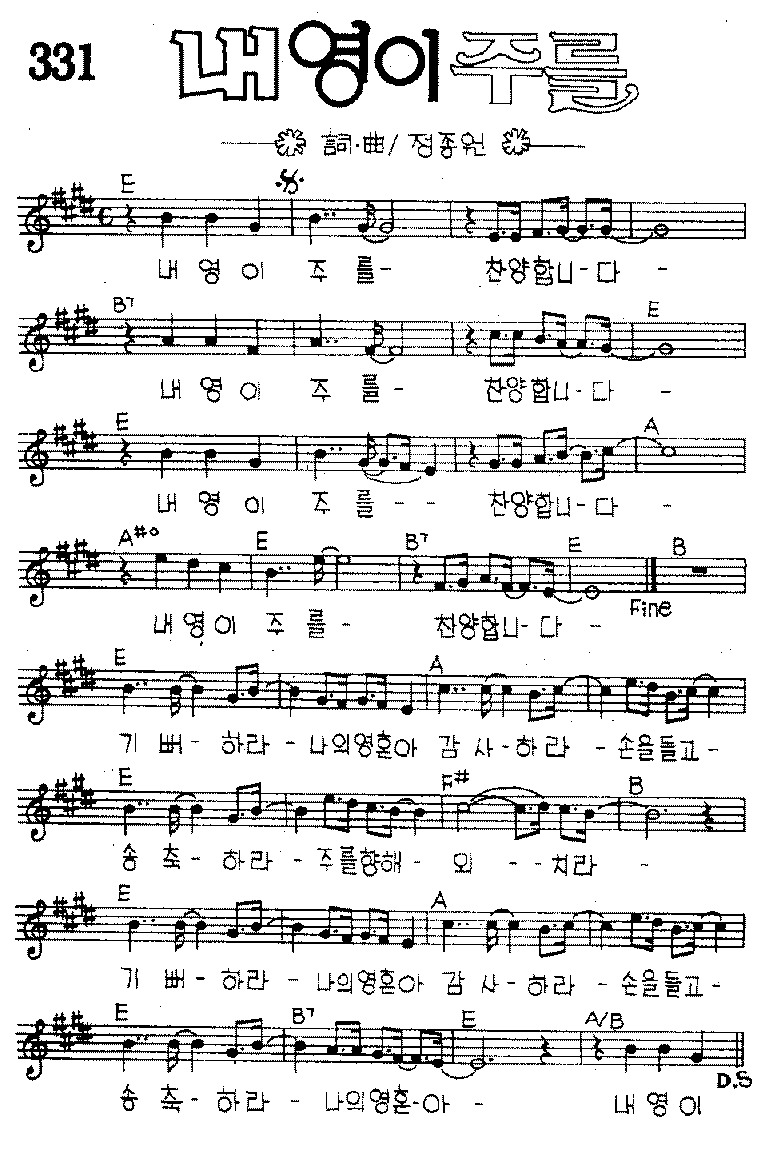 331 내 영이 주를
詞·曲/ 정종원
E
내 영 이 주 를- 찬양합니-다 -
B7 E
내 영 이 주 를- 찬양합니-다 -
E A
내 영 이 주 를- - 찬양합니-다 -
A#o E B7 E B
Fine
내 영 이 주 를 - 찬양합니-다 -
E A
기 뻐- 하라 - 나의영혼아 감 사-하라 - 손을들고-
E F# B
송 축- 하라 - 주를향해- 외 - - 치라 -
E A
기 뻐- 하라 - 나의영혼아 감 사-하라 - 손을들고-
E B7 E A/B
D.S
송 축-하라 - 나의영혼-아 - 내 영 이